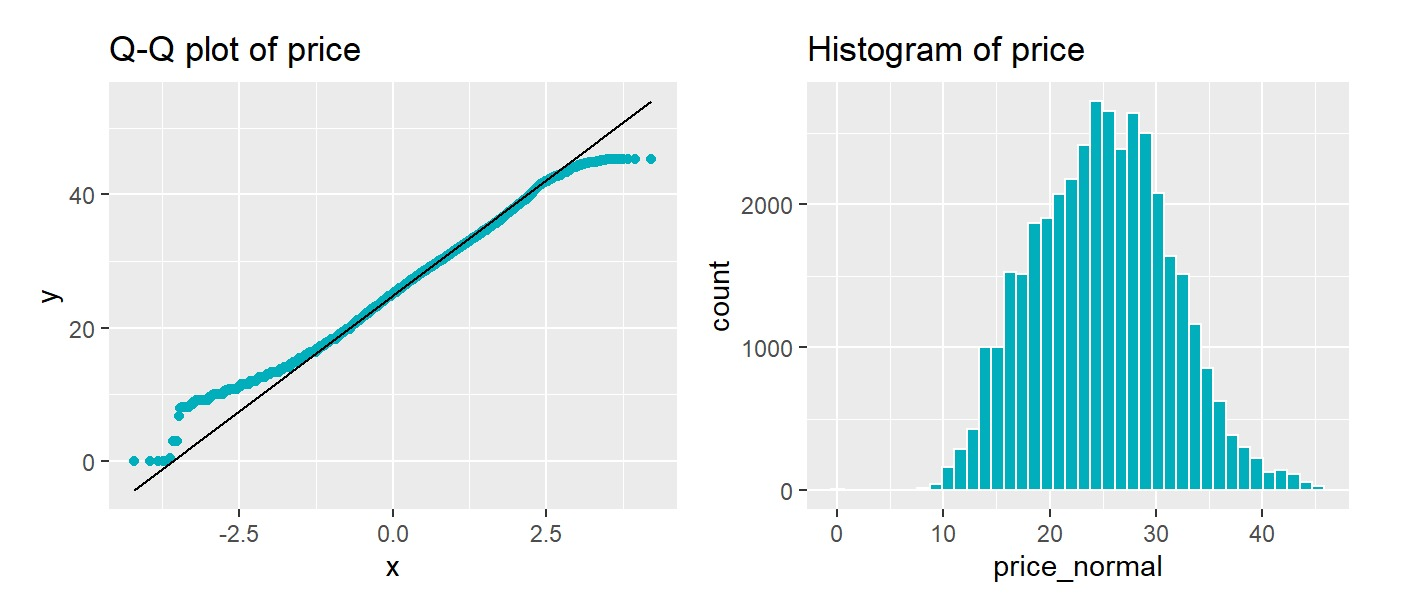 Q-Q plot of price
y
40
20
0
-2.5 0.0 2.5
x
Histogram of price
count
2000
1000
0
0 10 20 30 40
price_normal